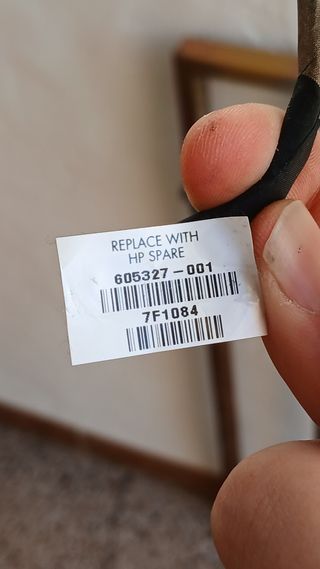 REPLACE WITH
HP SPARE
605327-001
7F1084